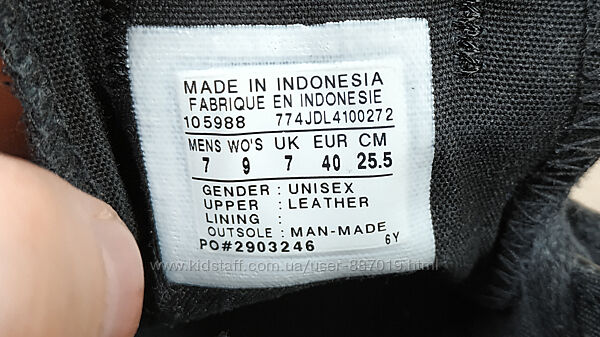 MADE IN INDONESIA
FABRIQUE EN INDONESIE
105988 774JDL4100272
MENS WO'S UK EUR CM
7 9 7 40 25.5
GENDER : UNISEX
UPPER : LEATHER
LINING :
OUTSOLE : MAN-MADE
PO#2903246 6Y
www.kidstaff.com.ua/user-887019.html